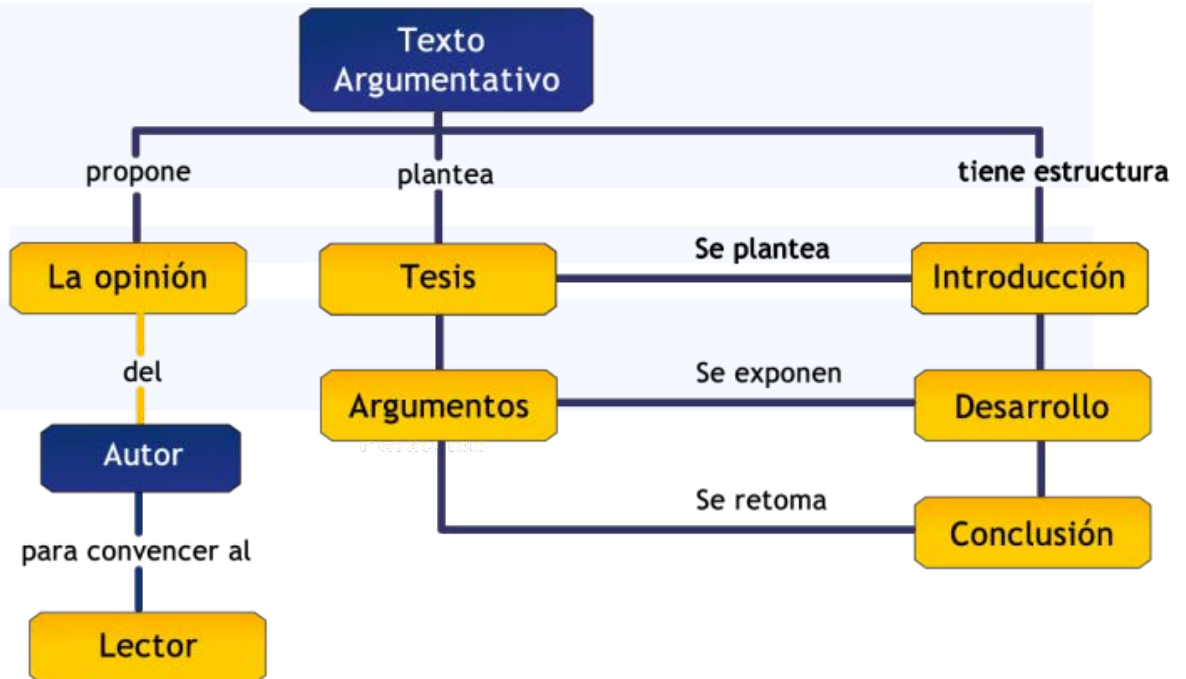 Texto
Argumentativo
propone
plantea
tiene estructura
La opinión
Tesis
Se plantea
Introducción
del
Argumentos
Se exponen
Desarrollo
Autor
Se retoma
Conclusión
para convencer al
Lector